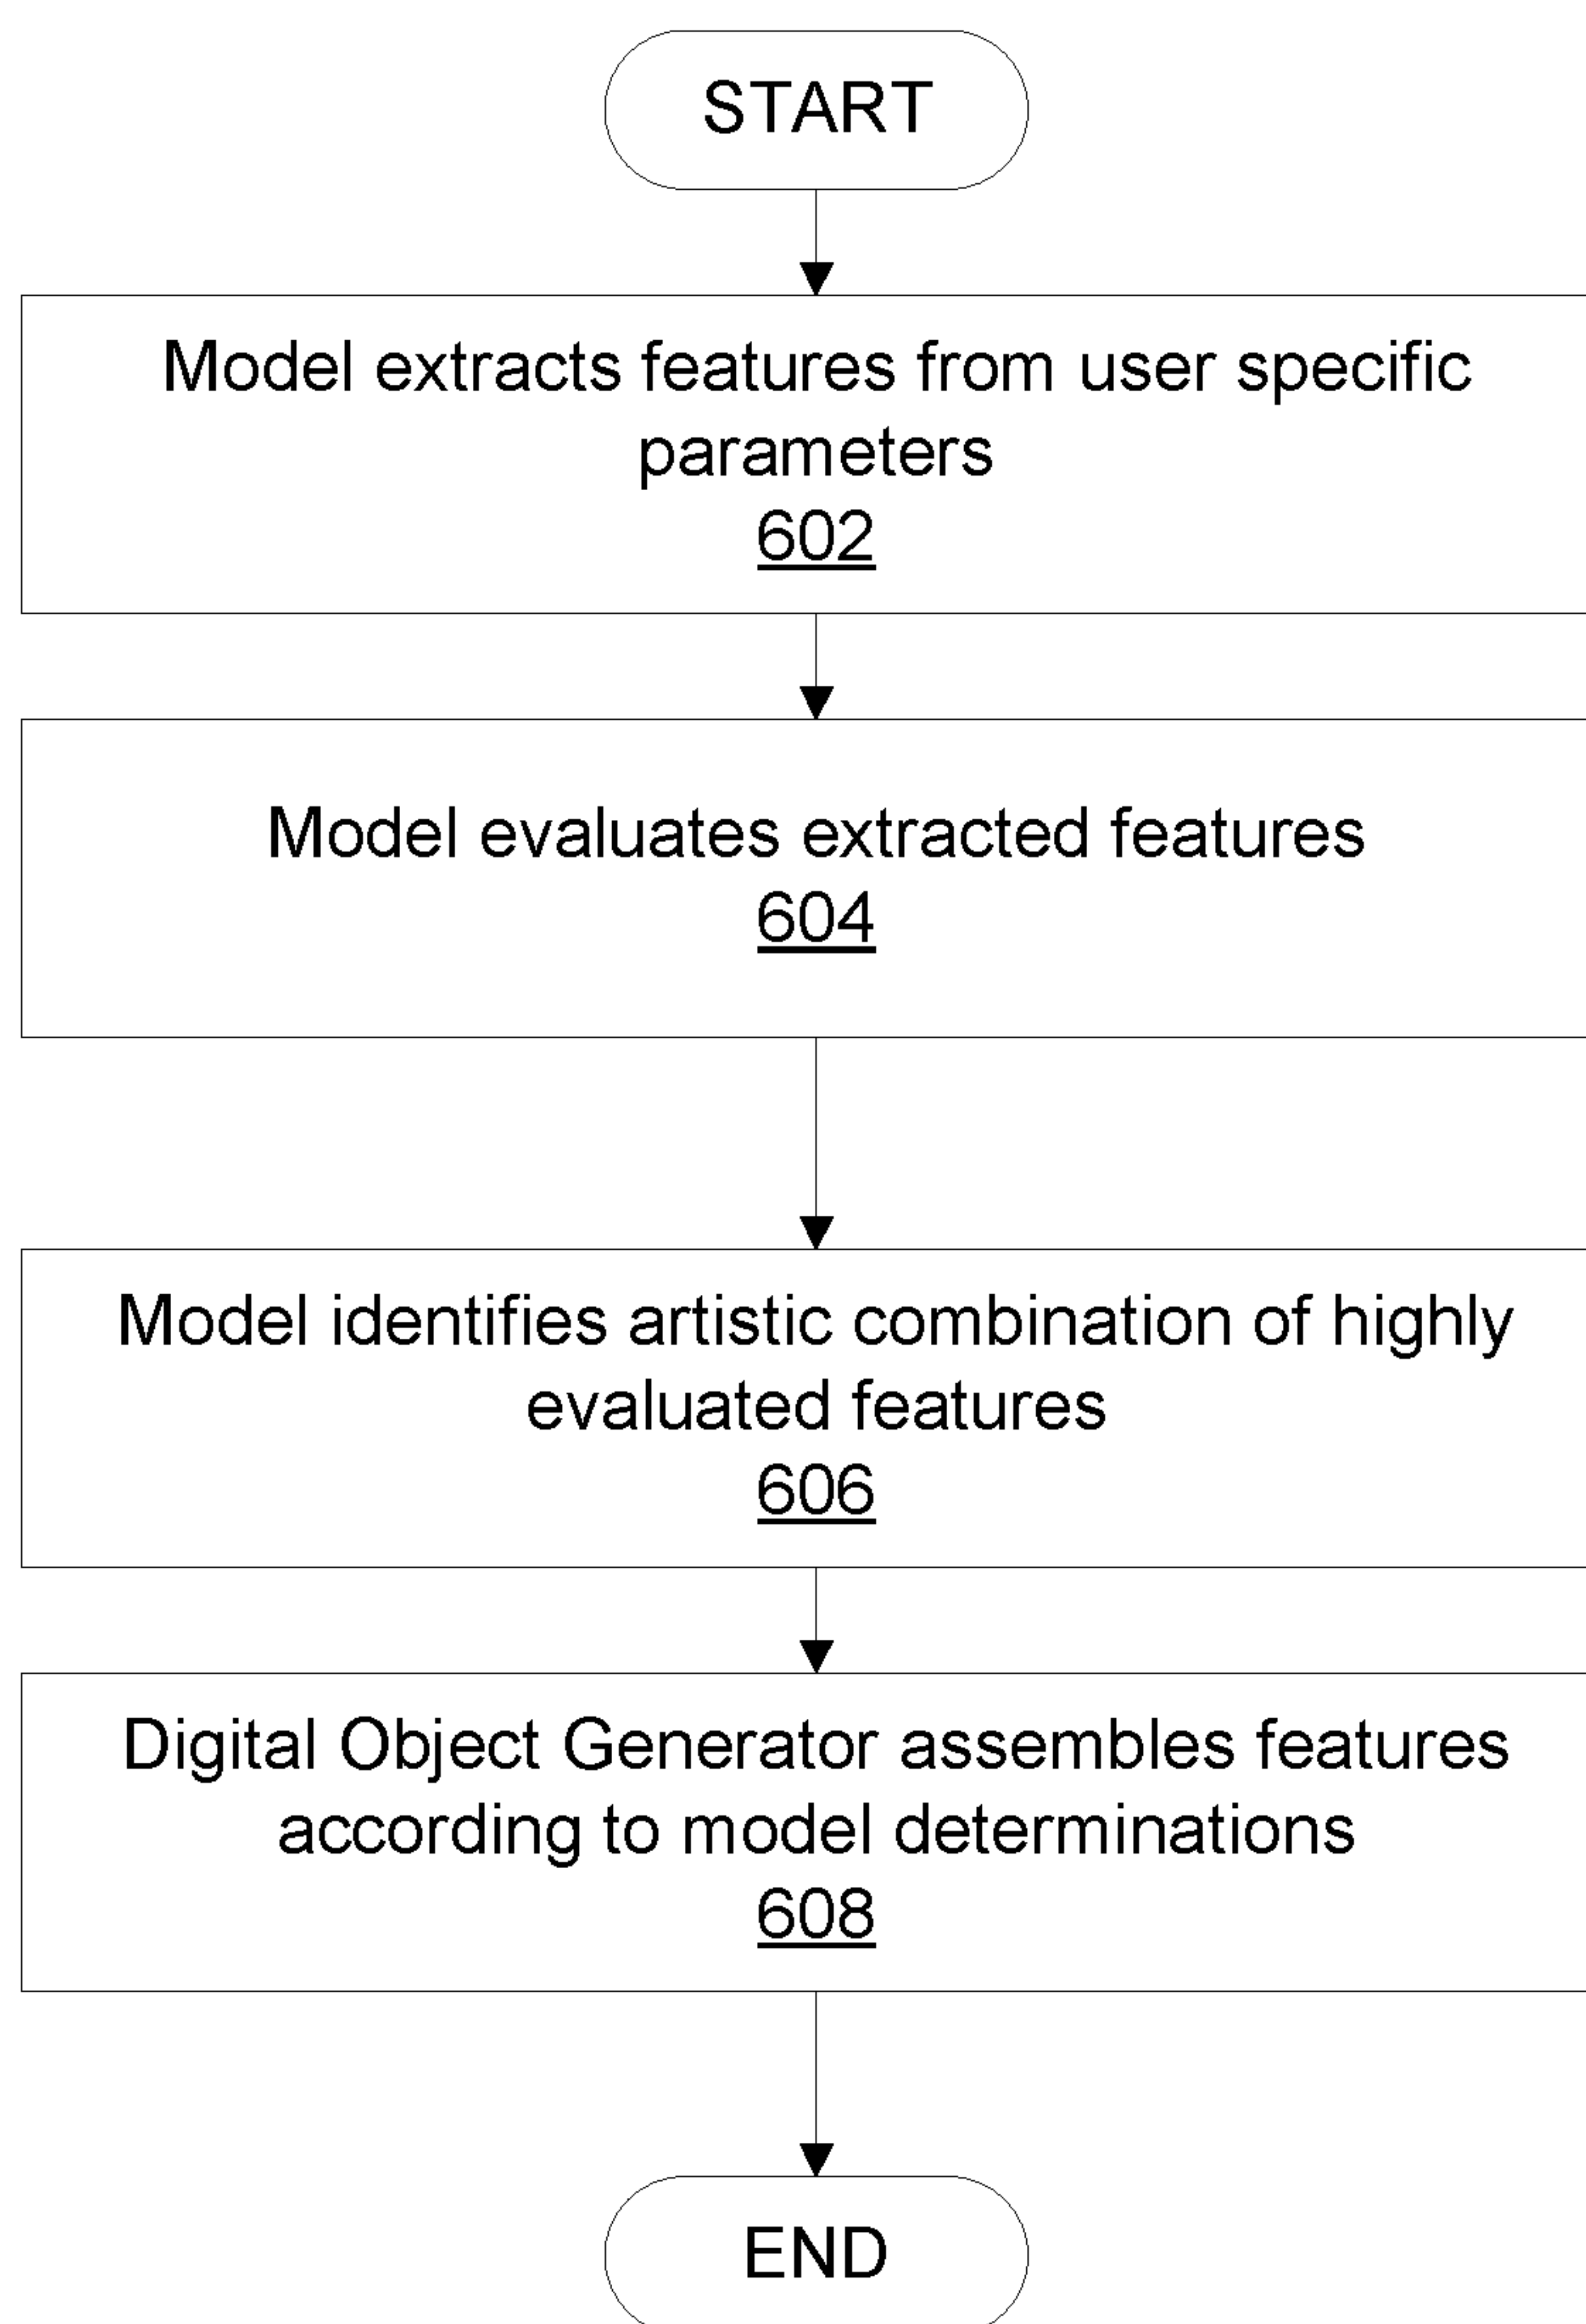 START
Model extracts features from user specific
parameters
602
Model evaluates extracted features
604
Model identifies artistic combination of highly
evaluated features
606
Digital Object Generator assembles features
according to model determinations
608
END